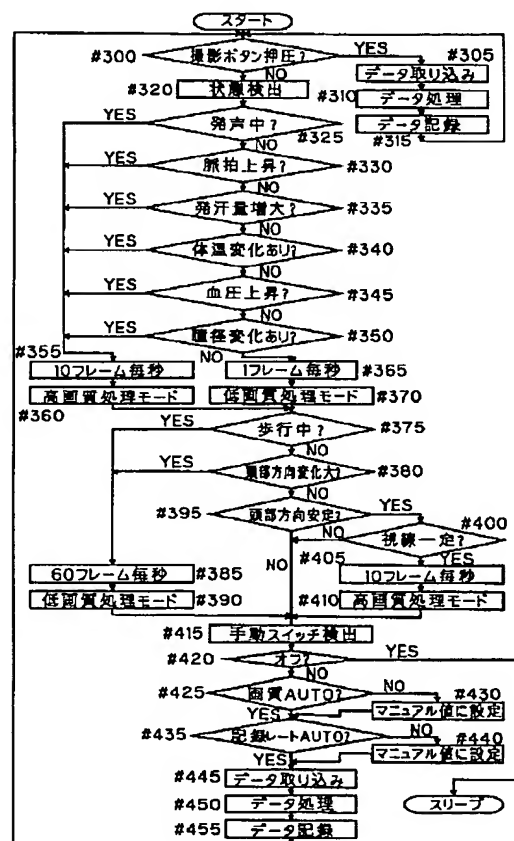 スタート
#300 撮影ボタン押圧? YES #305
NO データ取り込み
#320 状態検出 #310 データ処理
YES 発声中? データ記録
#325 #315
NO
YES 脈拍上昇? #330
NO
YES 発汗量増大? #335
NO
YES 体温変化あり? #340
NO
YES 血圧上昇? #345
NO
YES 瞳径変化あり? #350
#355 NO
10フレーム毎秒 1フレーム毎秒 #365
高画質処理モード 低画質処理モード #370
#360
YES 歩行中? #375
NO
YES 頭部方向変化大? #380
NO
#395 頭部方向安定? YES #400
NO 視線一定?
#405 YES
60フレーム毎秒 #385 NO 10フレーム毎秒
低画質処理モード #390 #410 高画質処理モード
#415 手動スイッチ検出
#420 オフ? YES
NO
#425 画質AUTO? NO #430
YES マニュアル値に設定
#435 記録レートAUTO? NO #440
YES マニュアル値に設定
#445 データ取り込み
#450 データ処理 スリープ
#455 データ記録